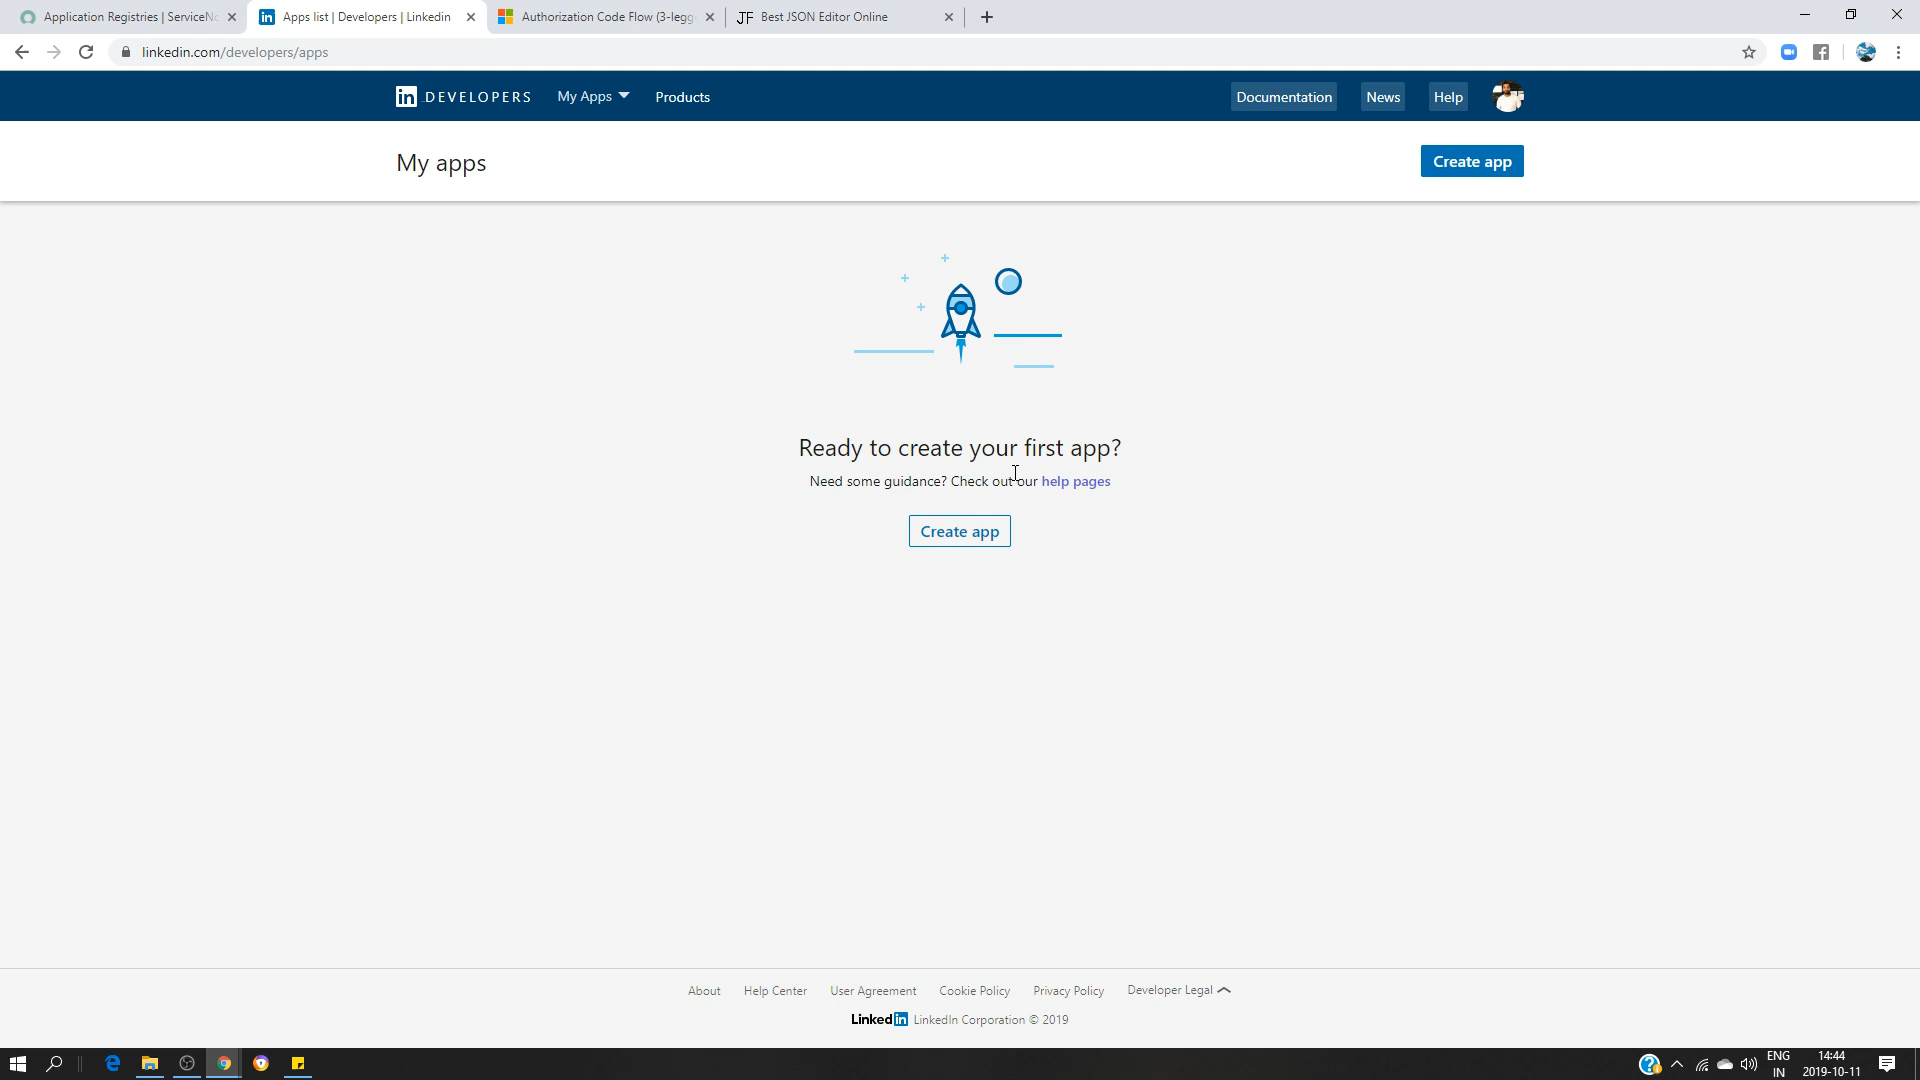 Application Registries | ServiceNo
Apps list | Developers | Linkedin
Authorization Code Flow (3-legg
JF Best JSON Editor Online
linkedin.com/developers/apps
in DEVELOPERS
My Apps
Products
Documentation
News
Help
My apps
Create app
Ready to create your first app?
Need some guidance? Check out our help pages
Create app
About
Help Center
User Agreement
Cookie Policy
Privacy Policy
Developer Legal
Linked in LinkedIn Corporation © 2019
ENG
IN
14:44
2019-10-11